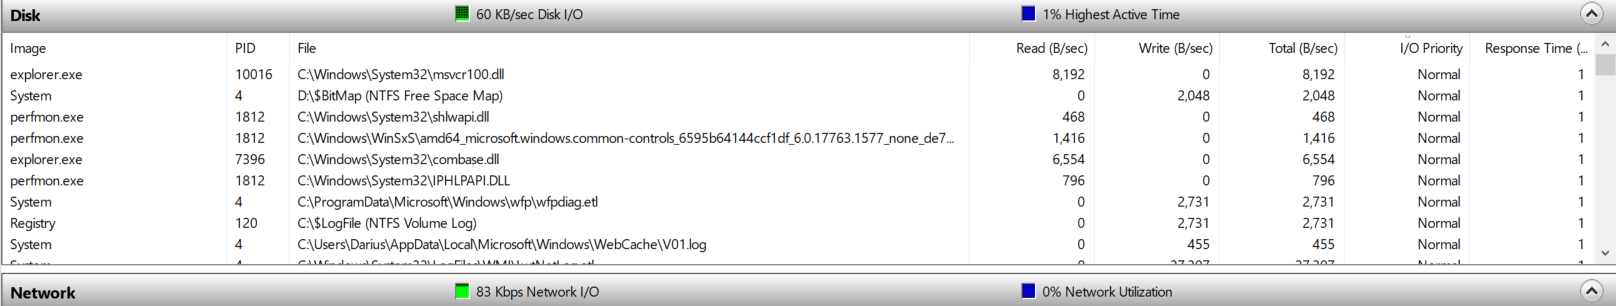 Disk 60 KB/sec Disk I/O 1% Highest Active Time
Image PID File Read (B/sec) Write (B/sec) Total (B/sec) I/O Priority Response Time (...
explorer.exe 10016 C:\Windows\System32\msvcr100.dll 8,192 0 8,192 Normal 1
System 4 D:\$BitMap (NTFS Free Space Map) 0 2,048 2,048 Normal 1
perfmon.exe 1812 C:\Windows\System32\shlwapi.dll 468 0 468 Normal 1
perfmon.exe 1812 C:\Windows\WinSxS\amd64_microsoft.windows.common-controls_6595b64144ccf1df_6.0.17763.1577_none_de7... 1,416 0 1,416 Normal 1
explorer.exe 7396 C:\Windows\System32\combase.dll 6,554 0 6,554 Normal 1
perfmon.exe 1812 C:\Windows\System32\IPHLPAPI.DLL 796 0 796 Normal 1
System 4 C:\ProgramData\Microsoft\Windows\wfp\wfpdiag.etl 0 2,731 2,731 Normal 1
Registry 120 C:\$LogFile (NTFS Volume Log) 0 2,731 2,731 Normal 1
System 4 C:\Users\Darius\AppData\Local\Microsoft\Windows\WebCache\V01.log 0 455 455 Normal 1
Network 83 Kbps Network I/O 0% Network Utilization